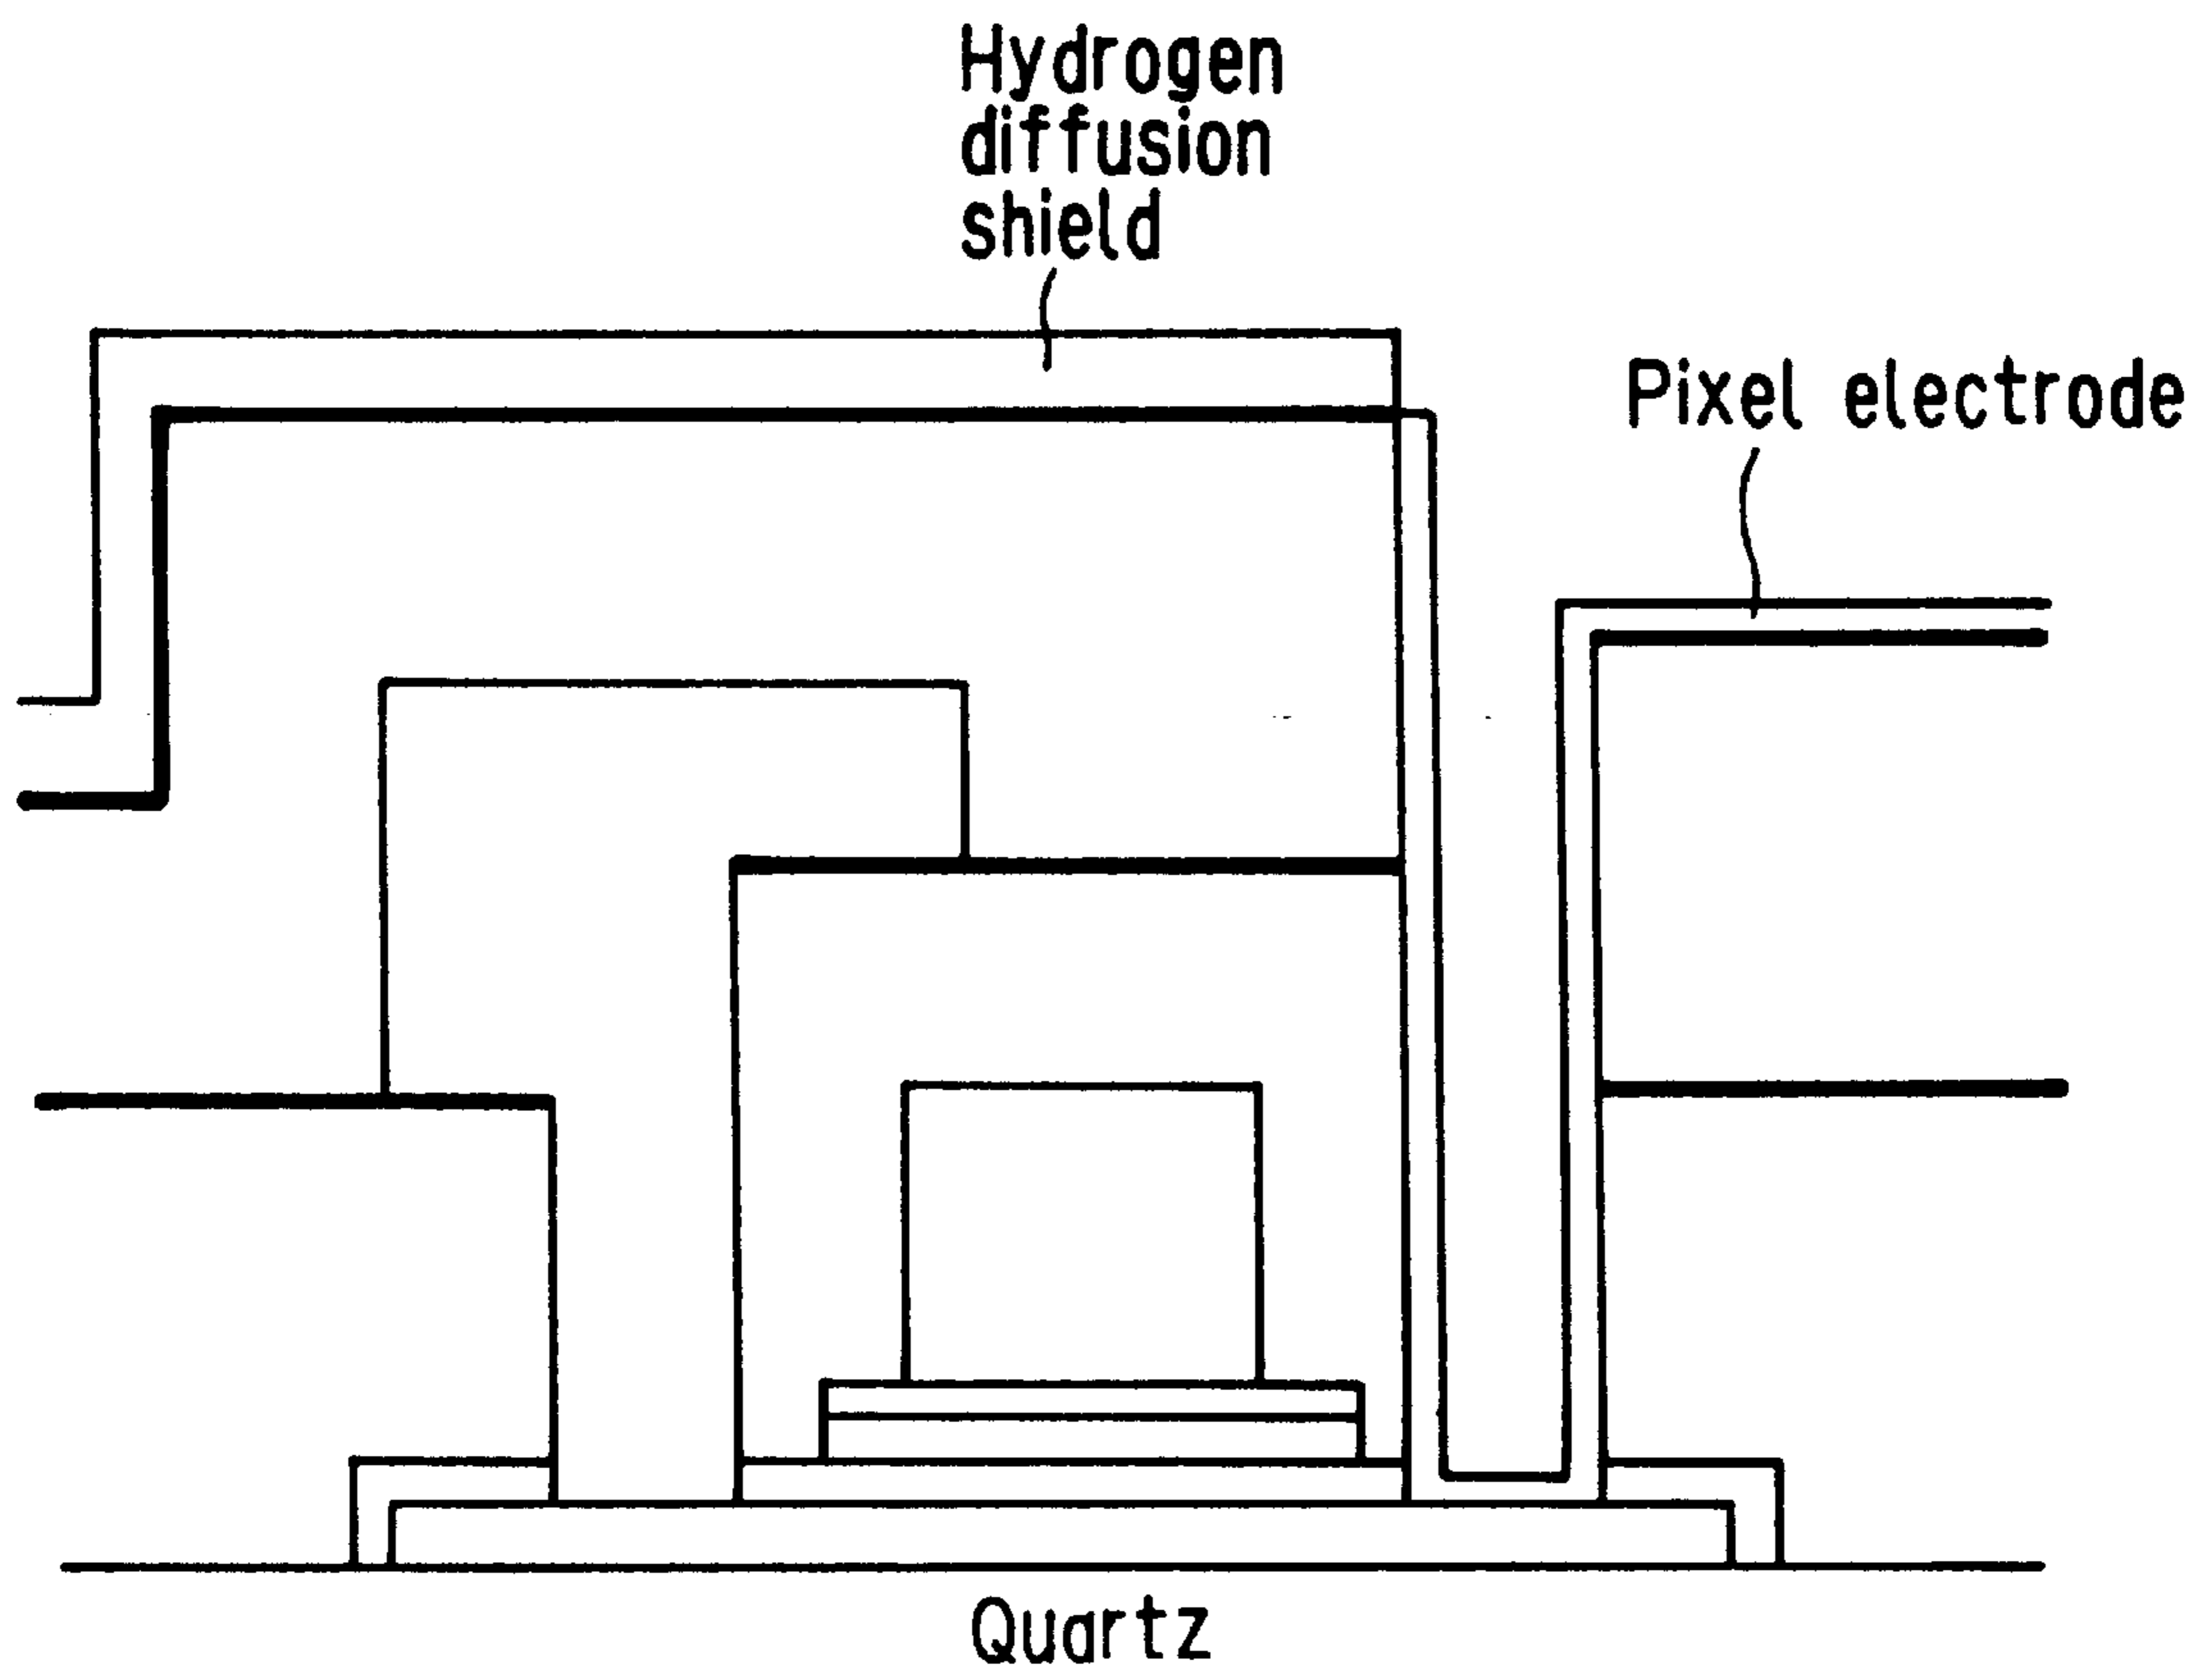 Hydrogen
diffusion
shield
Pixel electrode
Quartz